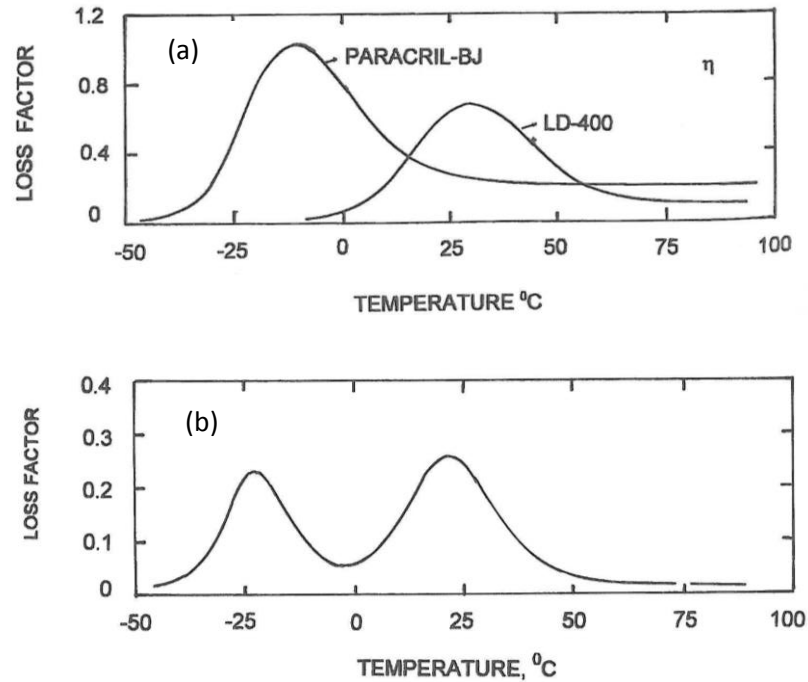 1.2
(a)
PARACRIL-BJ
η
0.8
LD-400
0.4
0
LOSS FACTOR
-50 -25 0 25 50 75 100
TEMPERATURE ⁰C
0.4
(b)
0.3
0.2
0.1
0
LOSS FACTOR
-50 -25 0 25 50 75 100
TEMPERATURE, ⁰C